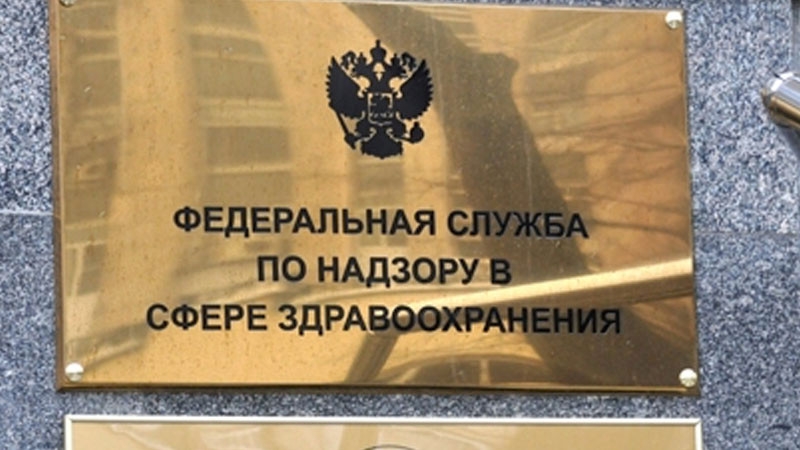 ФЕДЕРАЛЬНАЯ СЛУЖБА
ПО НАДЗОРУ В
СФЕРЕ ЗДРАВООХРАНЕНИЯ